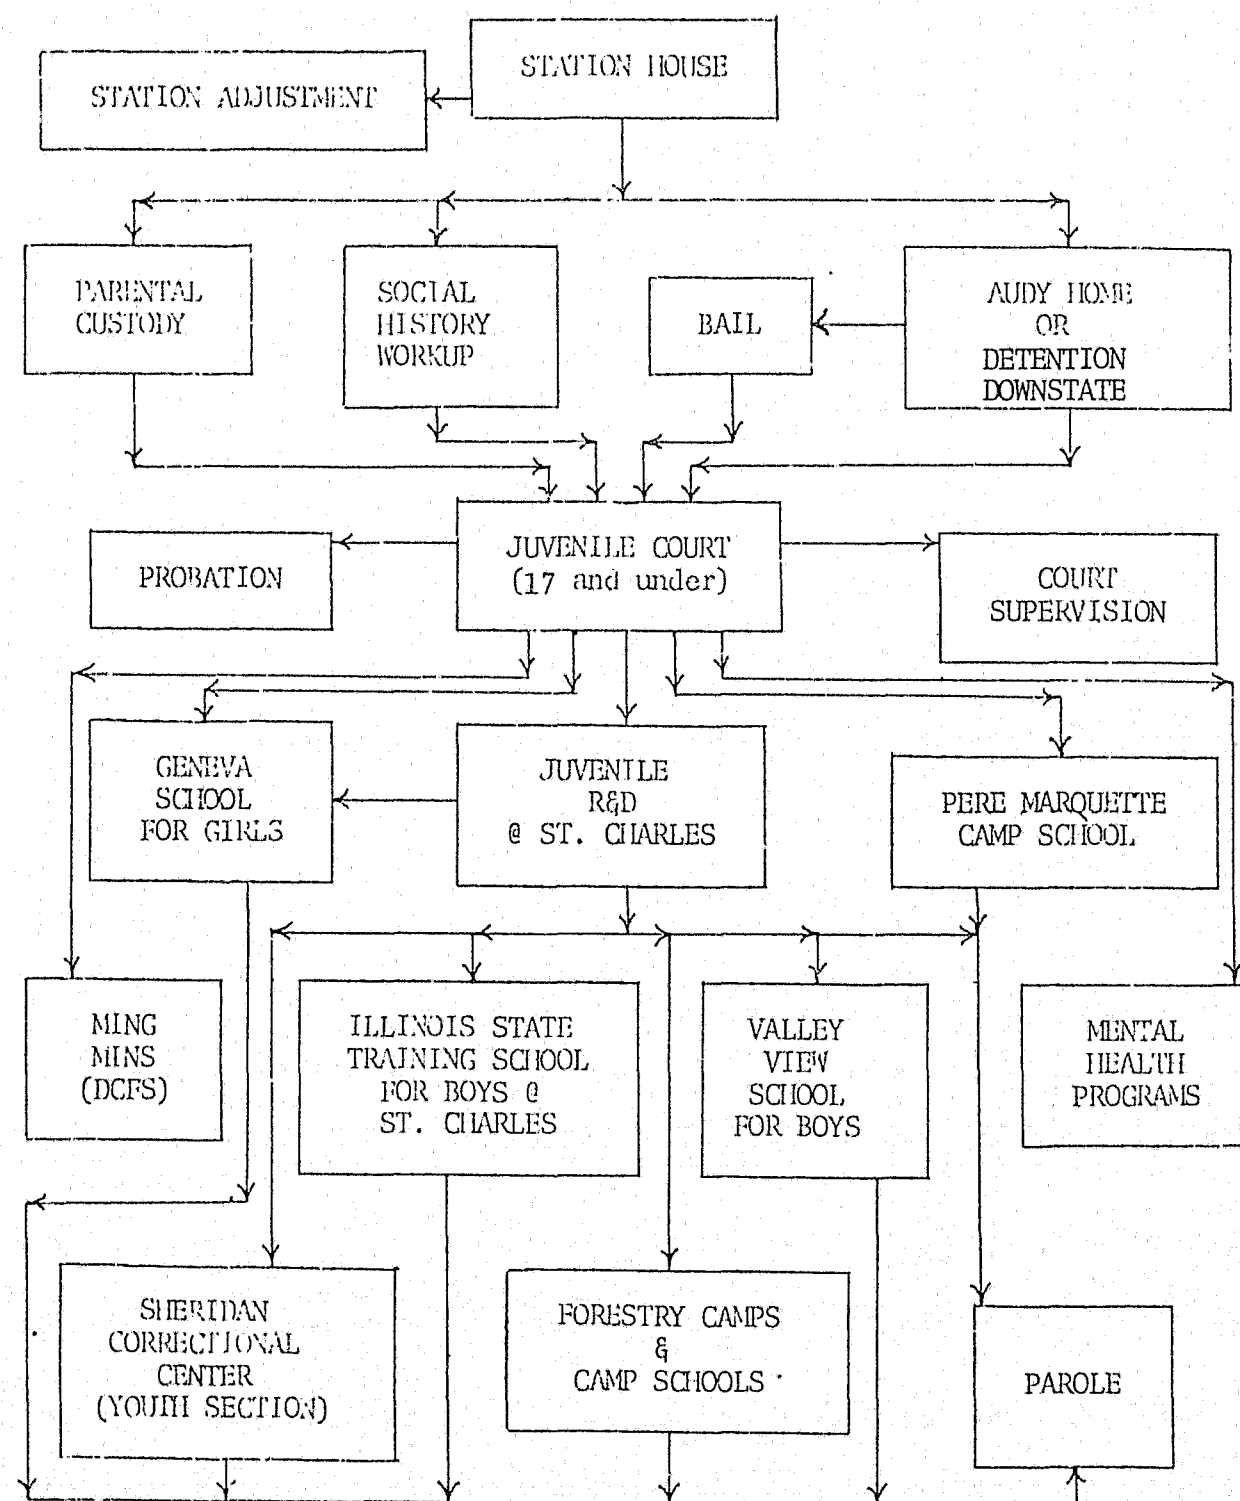 STATION HOUSE
STATION ADJUSTMENT
PARENTAL
CUSTODY
SOCIAL
HISTORY
WORKUP
BAIL
AUDY HOME
OR
DETENTION
DOWNSTATE
PROBATION
JUVENILE COURT
(17 and under)
COURT
SUPERVISION
GENEVA
SCHOOL
FOR GIRLS
JUVENILE
R&D
@ ST. CHARLES
PERE MARQUETTE
CAMP SCHOOL
MING
MINS
(DCFS)
ILLINOIS STATE
TRAINING SCHOOL
FOR BOYS @
ST. CHARLES
VALLEY
VIEW
SCHOOL
FOR BOYS
MENTAL
HEALTH
PROGRAMS
SHERIDAN
CORRECTIONAL
CENTER
(YOUTH SECTION)
FORESTRY CAMPS
&
CAMP SCHOOLS
PAROLE